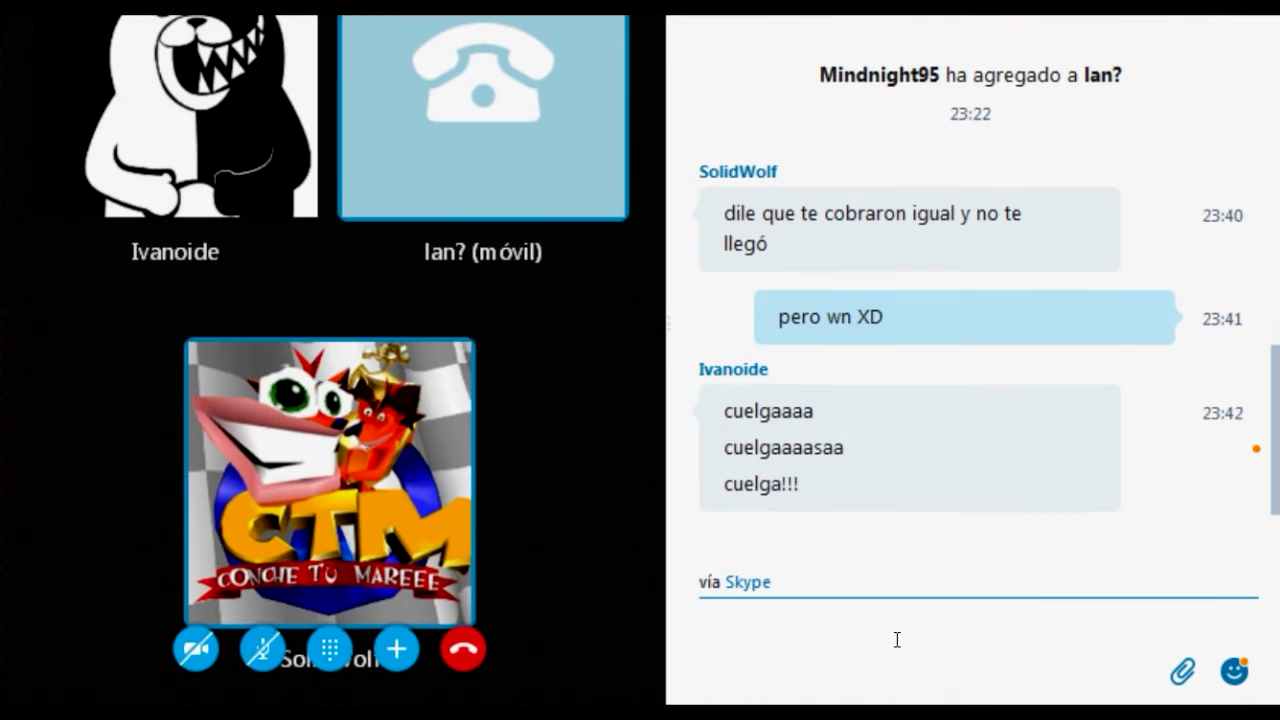 Mindnight95 ha agregado a Ian?
23:22
SolidWolf
dile que te cobraron igual y no te
llegó
23:40
pero wn XD
23:41
Ivanoide
cuelgaaaa
23:42
cuelgaaaasaa
cuelga!!!
vía Skype
Ivanoide
Ian? (móvil)
CTM
CONCHE TU MAREEE